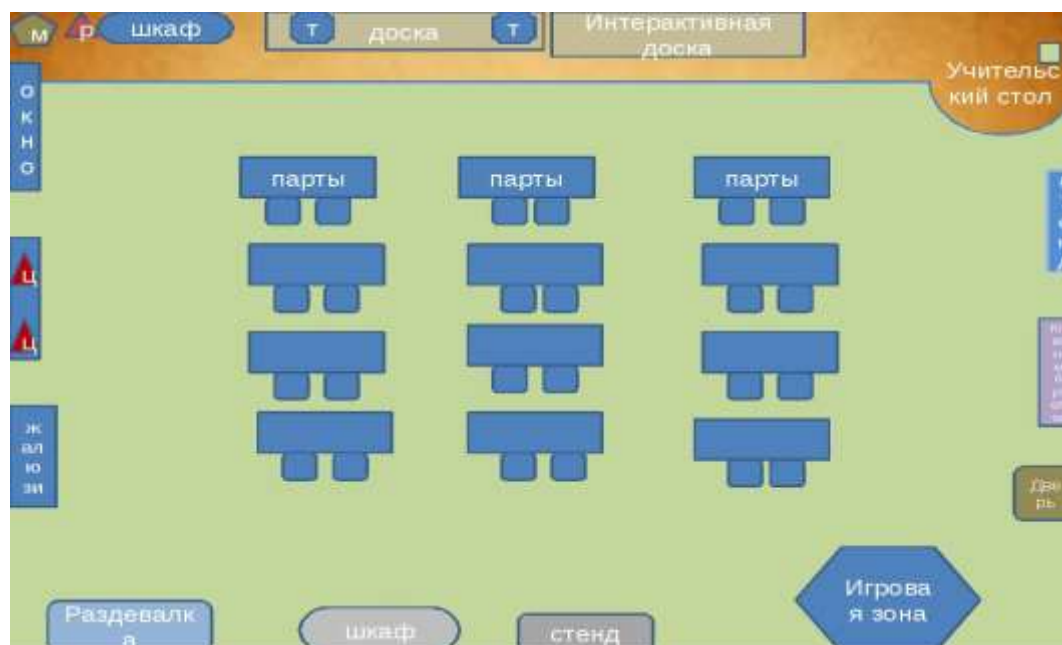 м
р
шкаф
т
доска
т
Интерактивная
доска
Учительс
кий стол
о
к
н
о
парты
парты
парты
ц
ц
ж
ал
ю
зи
Две
рь
Игрова
я зона
Раздевалк
а
шкаф
стенд